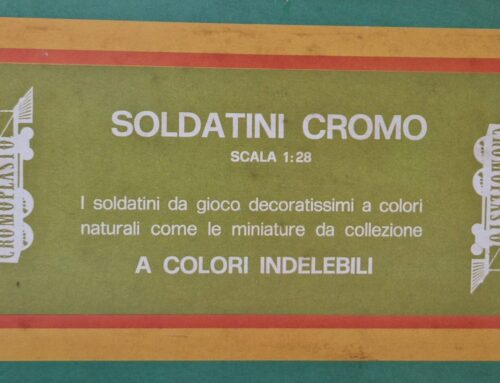 CROMOPLASTO
SOLDATINI CROMO
SCALA 1:28
I soldatini da gioco decoratissimi a colori
naturali come le miniature da collezione
A COLORI INDELEBILI
CROMOPLASTO